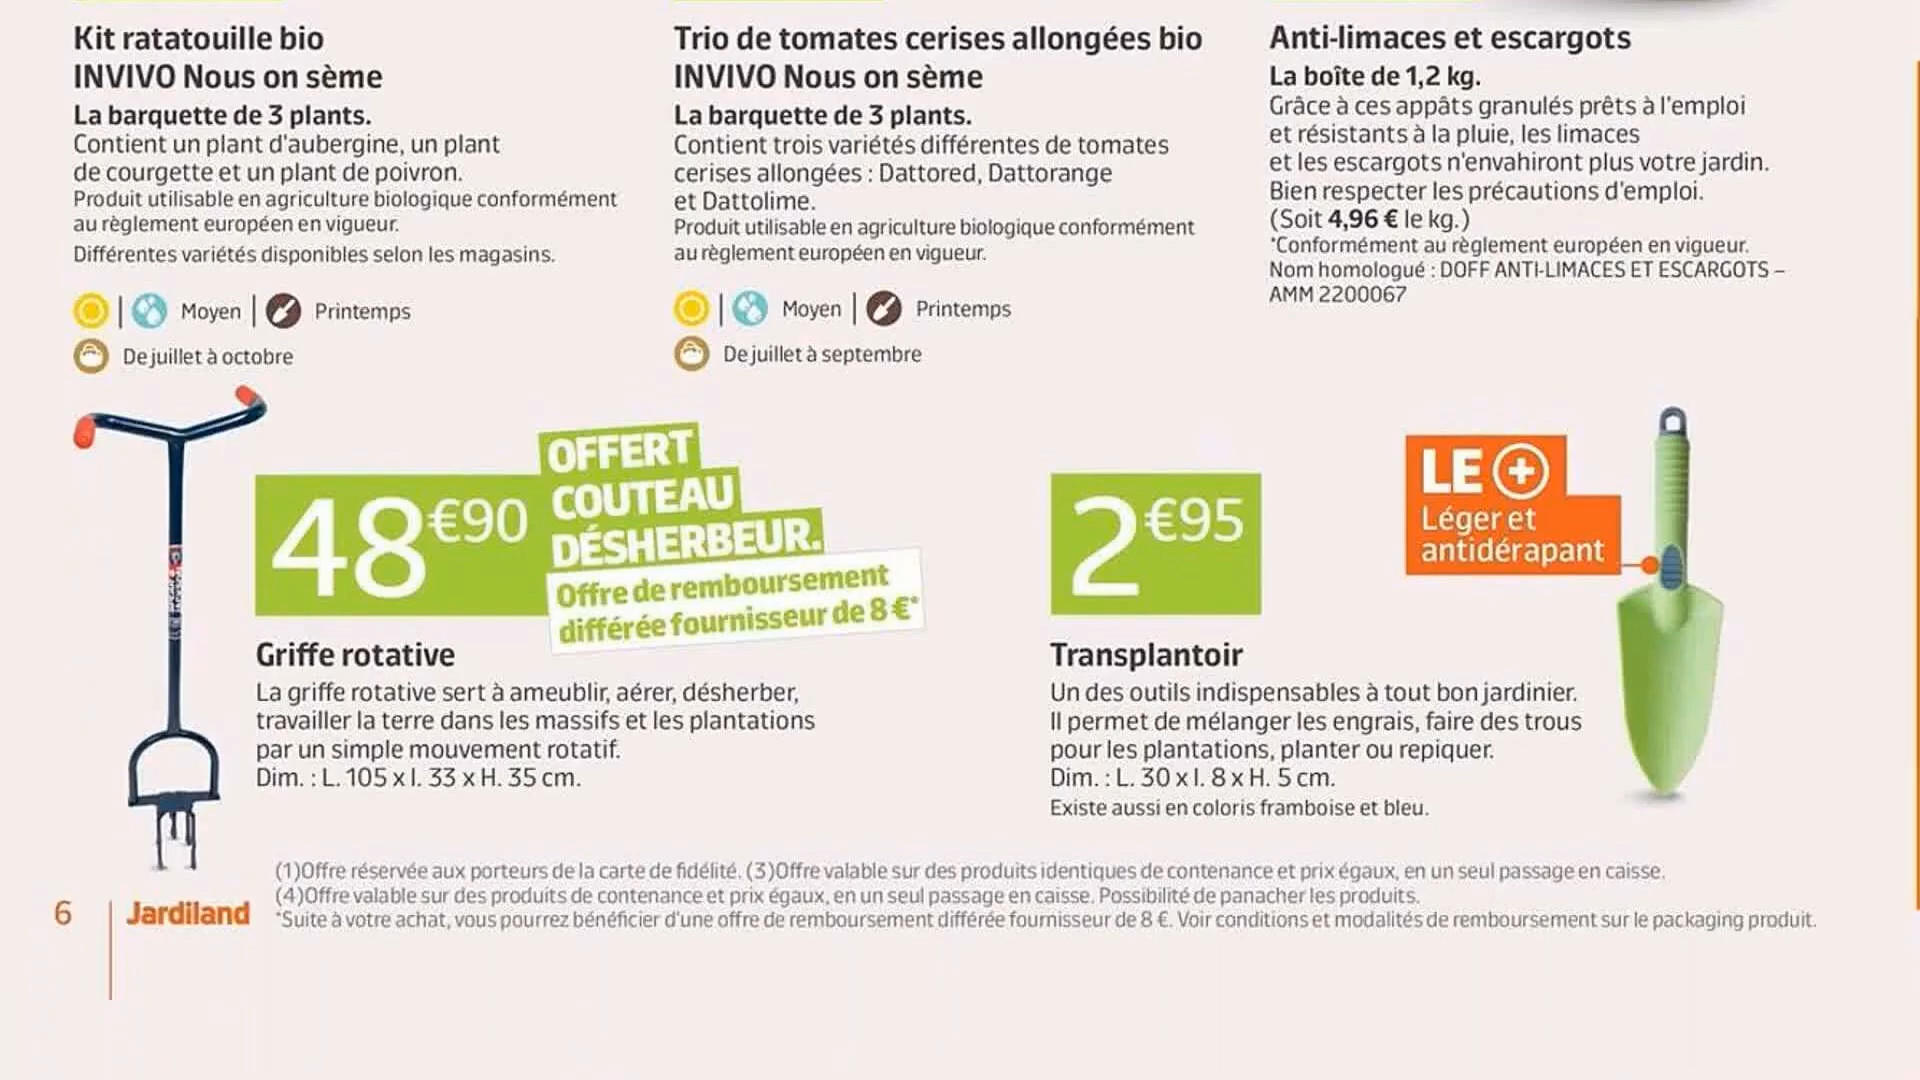 Kit ratatouille bio
INVIVO Nous on sème
La barquette de 3 plants.
Contient un plant d'aubergine, un plant
de courgette et un plant de poivron.
Produit utilisable en agriculture biologique conformément
au règlement européen en vigueur.
Différentes variétés disponibles selon les magasins.
Moyen
Printemps
De juillet à octobre
Trio de tomates cerises allongées bio
INVIVO Nous on sème
La barquette de 3 plants.
Contient trois variétés différentes de tomates
cerises allongées : Dattored, Dattorange
et Dattolime.
Produit utilisable en agriculture biologique conformément
au règlement européen en vigueur.
Moyen
Printemps
De juillet à septembre
Anti-limaces et escargots
La boîte de 1,2 kg.
Grâce à ces appâts granulés prêts à l'emploi
et résistants à la pluie, les limaces
et les escargots n'envahiront plus votre jardin.
Bien respecter les précautions d'emploi.
(Soit 4,96 € le kg.)
*Conformément au règlement européen en vigueur.
Nom homologué : DOFF ANTI-LIMACES ET ESCARGOTS –
AMM 2200067
48€90
OFFERT
COUTEAU
DÉSHERBEUR.
Offre de remboursement
différée fournisseur de 8 €*
Griffe rotative
La griffe rotative sert à ameublir, aérer, désherber,
travailler la terre dans les massifs et les plantations
par un simple mouvement rotatif.
Dim. : L. 105 x l. 33 x H. 35 cm.
2€95
LE +
Léger et
antidérapant
Transplantoir
Un des outils indispensables à tout bon jardinier.
Il permet de mélanger les engrais, faire des trous
pour les plantations, planter ou repiquer.
Dim. : L. 30 x l. 8 x H. 5 cm.
Existe aussi en coloris framboise et bleu.
(1)Offre réservée aux porteurs de la carte de fidélité. (3)Offre valable sur des produits identiques de contenance et prix égaux, en un seul passage en caisse.
(4)Offre valable sur des produits de contenance et prix égaux, en un seul passage en caisse. Possibilité de panacher les produits.
*Suite à votre achat, vous pourrez bénéficier d'une offre de remboursement différée fournisseur de 8 €. Voir conditions et modalités de remboursement sur le packaging produit.
6
Jardiland